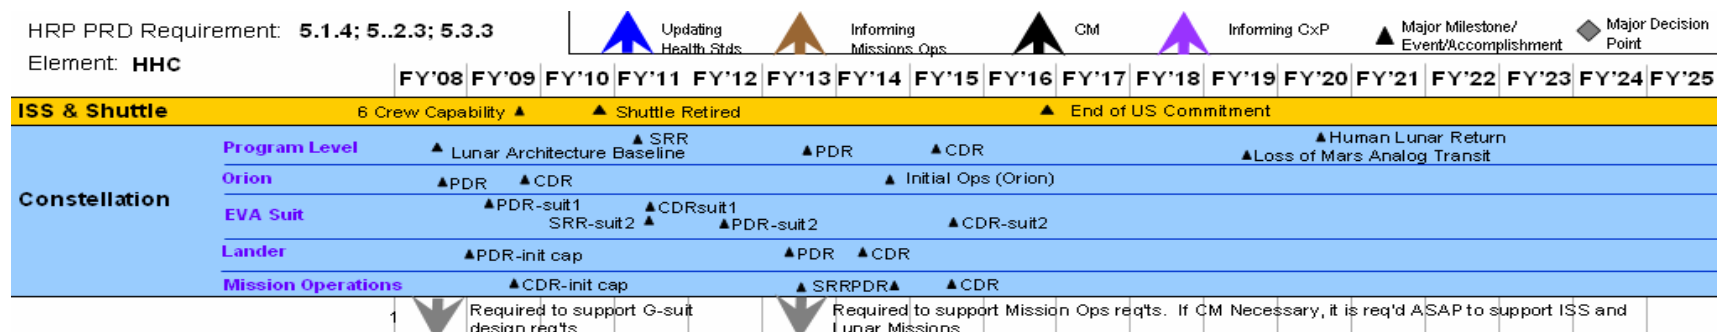 HRP PRD Requirement: 5.1.4; 5..2.3; 5.3.3
Element: HHC
Updating
Health Stds
Informing
Missions Ops
CM
Informing CxP
Major Milestone/
Event/Accomplishment
Major Decision
Point
FY'08 FY'09 FY'10 FY'11 FY'12 FY'13 FY'14 FY'15 FY'16 FY'17 FY'18 FY'19 FY'20 FY'21 FY'22 FY'23 FY'24 FY'25
ISS & Shuttle 6 Crew Capability Shuttle Retired End of US Commitment
Constellation
Program Level Lunar Architecture Baseline SRR PDR CDR Human Lunar Return
Loss of Mars Analog Transit
Orion PDR CDR Initial Ops (Orion)
EVA Suit PDR-suit1 CDRsuit1
SRR-suit2 PDR-suit2 CDR-suit2
Lander PDR-init cap PDR CDR
Mission Operations CDR-init cap SRRPDR CDR
1
Required to support G-suit
design req'ts
Required to support Mission Ops req'ts. If CM Necessary, it is req'd ASAP to support ISS and
Lunar Missions